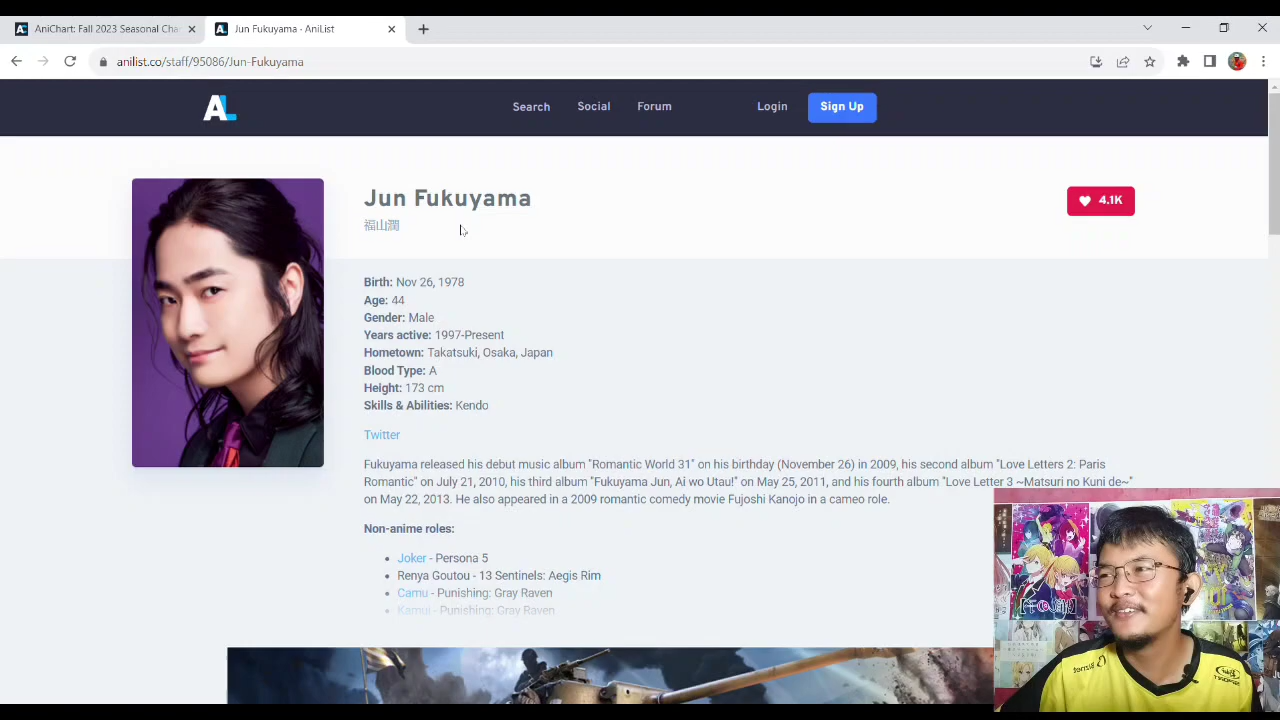 AniChart: Fall 2023 Seasonal Cha
Jun Fukuyama · AniList
anilist.co/staff/95086/Jun-Fukuyama
AL
Search
Social
Forum
Login
Sign Up
Jun Fukuyama
福山潤
4.1K
Birth: Nov 26, 1978
Age: 44
Gender: Male
Years active: 1997-Present
Hometown: Takatsuki, Osaka, Japan
Blood Type: A
Height: 173 cm
Skills & Abilities: Kendo
Twitter
Fukuyama released his debut music album "Romantic World 31" on his birthday (November 26) in 2009, his second album "Love Letters 2: Paris
Romantic" on July 21, 2010, his third album "Fukuyama Jun, Ai wo Utau!" on May 25, 2011, and his fourth album "Love Letter 3 ~Matsuri no Kuni de~"
on May 22, 2013. He also appeared in a 2009 romantic comedy movie Fujoshi Kanojo in a cameo role.
Non-anime roles:
Joker - Persona 5
Renya Goutou - 13 Sentinels: Aegis Rim
Camu - Punishing: Gray Raven
Kamui - Punishing: Gray Raven